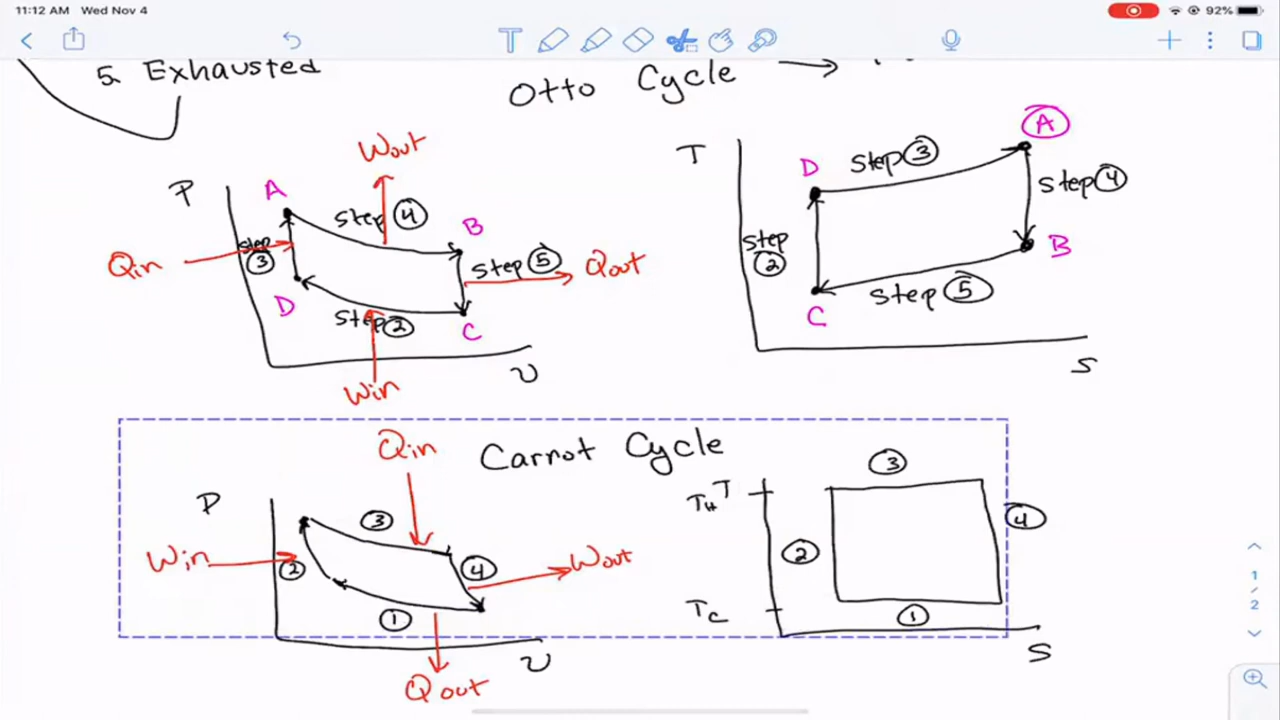 11:12 AM Wed Nov 4
92%
T
5. Exhausted
Otto Cycle
Wout
P
A
step 4
B
step 3
Qin
step 5
Qout
D
step 2
C
Win
v
T
D
step 3
A
step 4
step 2
B
step 5
C
s
Carnot Cycle
Qin
P
3
Win
2
4
Wout
1
v
Qout
TH T
3
2
4
TC
1
s
1
/
2